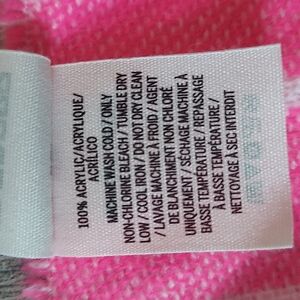 100% ACRYLIC/ACRYLIQUE/
ACRÍLICO
MACHINE WASH COLD / ONLY
NON-CHLORINE BLEACH / TUMBLE DRY
LOW / COOL IRON / DO NOT DRY CLEAN
/ LAVAGE MACHINE À FROID / AGENT
DE BLANCHIMENT NON CHLORÉ
UNIQUEMENT / SÉCHAGE MACHINE À
BASSE TEMPÉRATURE / REPASSAGE
À BASSE TEMPÉRATURE /
NETTOYAGE À SEC INTERDIT